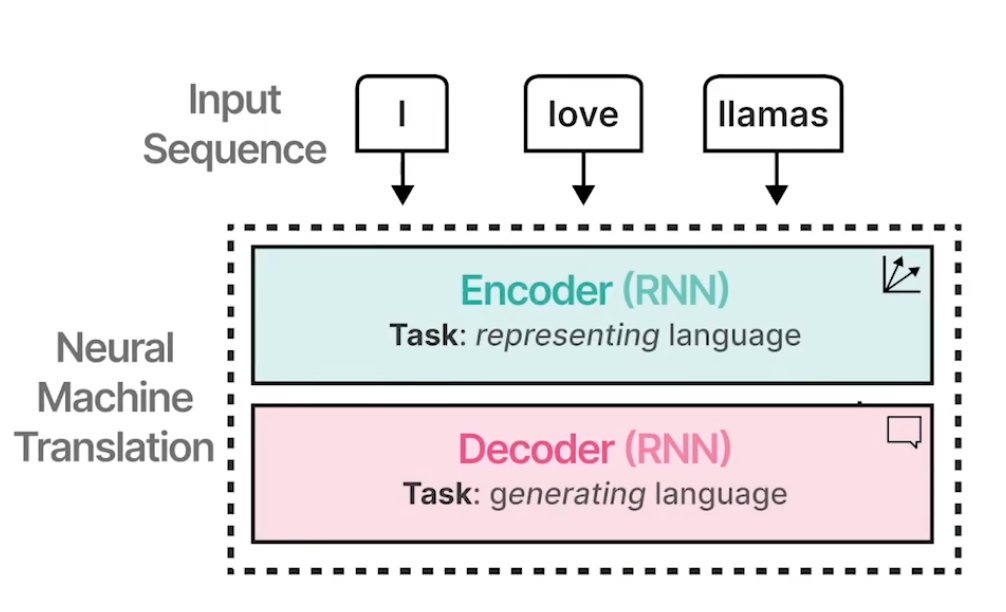 Input
Sequence
I
love
llamas
Neural
Machine
Translation
Encoder (RNN)
Task: representing language
Decoder (RNN)
Task: generating language